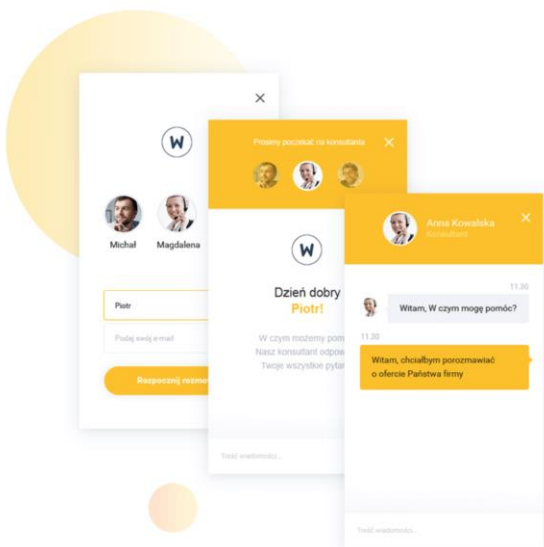 W
Michał
Magdalena
Piotr
Podaj swój e-mail
Rozpocznij rozmo
Prosimy poczekać na konsultanta
W
Dzień dobry
Piotr!
W czym możemy pom
Nasz konsultant odpow
Twoje wszystkie pytan
Treść wiadomości...
Anna Kowalska
Konsultant
11.30
Witam, W czym mogę pomóc?
11.30
Witam, chciałbym porozmawiać
o ofercie Państwa firmy
Treść wiadomości...